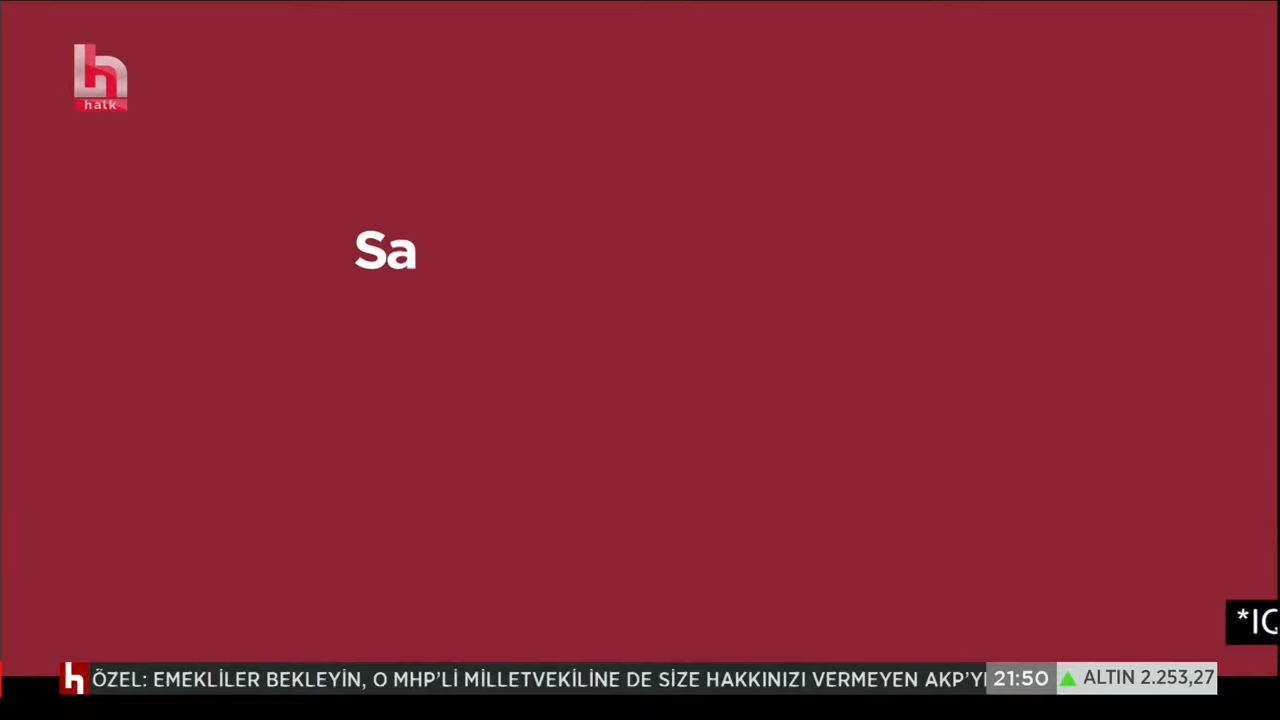 halk
Sa
*IQ
ÖZEL: EMEKLİLER BEKLEYİN, O MHP'Lİ MİLLETVEKİLİNE DE SİZE HAKKINIZI VERMEYEN AKP'Yİ
21:50
ALTIN 2.253,27